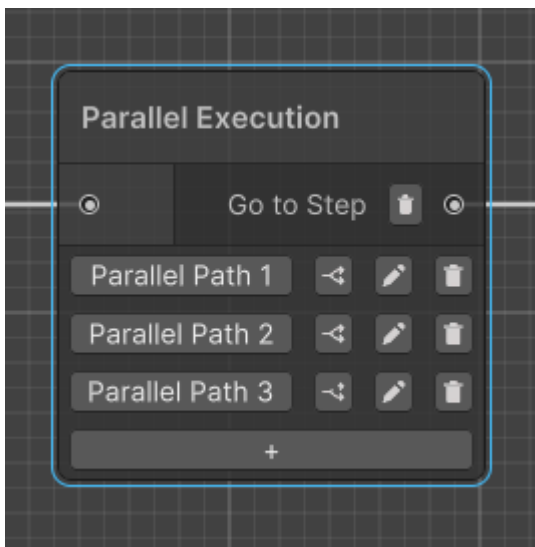 Parallel Execution
Go to Step
Parallel Path 1
Parallel Path 2
Parallel Path 3
+